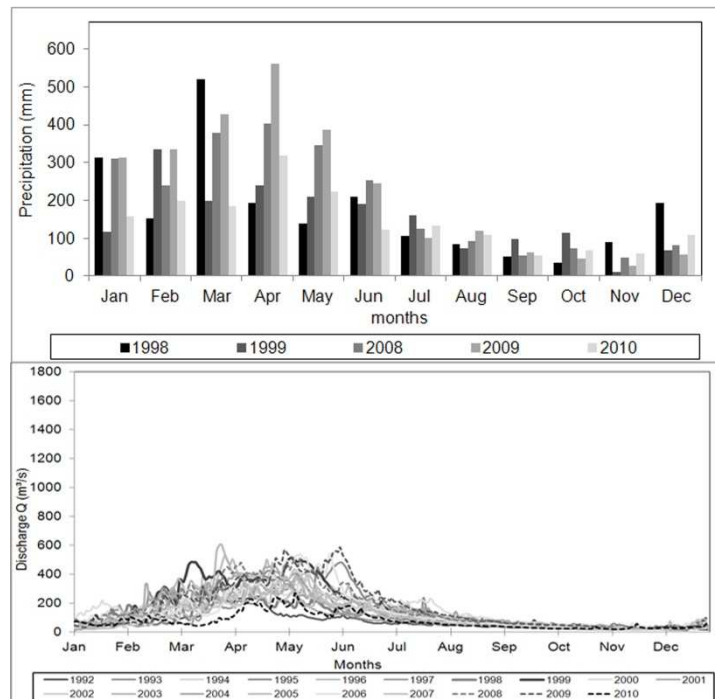 Precipitation (mm)
600
500
400
300
200
100
0
Jan Feb Mar Apr May Jun Jul Aug Sep Oct Nov Dec
months
1998 1999 2008 2009 2010
Discharge Q (m³/s)
1800
1600
1400
1200
1000
800
600
400
200
0
Jan Feb Mar Apr May Jun Jul Aug Sep Oct Nov Dec
Months
1992 1993 1994 1995 1996 1997 1998 1999 2000 2001
2002 2003 2004 2005 2006 2007 2008 2009 2010